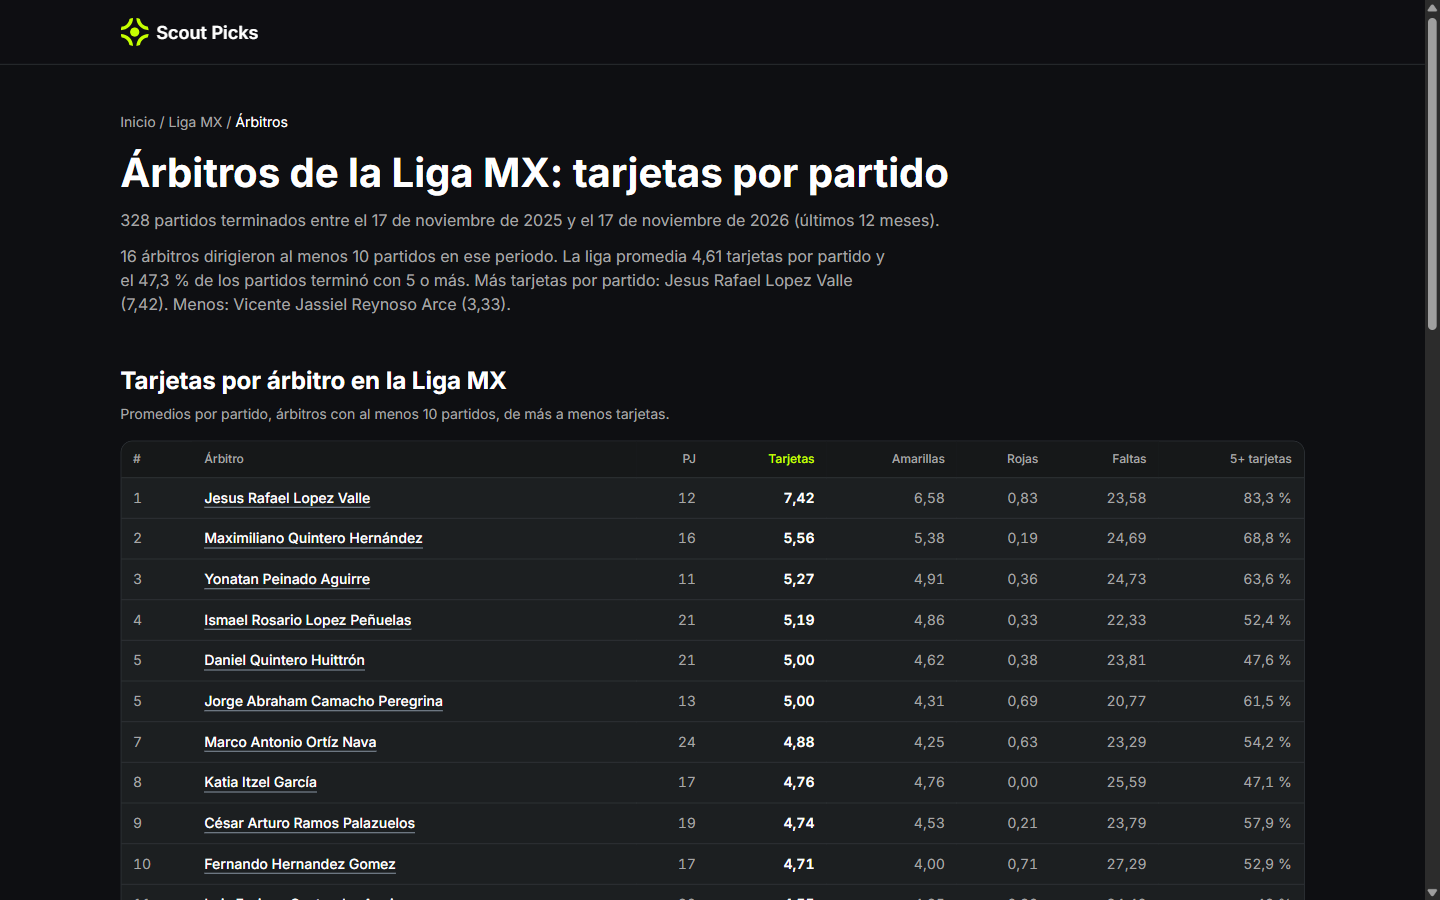 Scout Picks
Inicio / Liga MX / Árbitros
Árbitros de la Liga MX: tarjetas por partido
328 partidos terminados entre el 17 de noviembre de 2025 y el 17 de noviembre de 2026 (últimos 12 meses).
16 árbitros dirigieron al menos 10 partidos en ese periodo. La liga promedia 4,61 tarjetas por partido y
el 47,3 % de los partidos terminó con 5 o más. Más tarjetas por partido: Jesus Rafael Lopez Valle
(7,42). Menos: Vicente Jassiel Reynoso Arce (3,33).
Tarjetas por árbitro en la Liga MX
Promedios por partido, árbitros con al menos 10 partidos, de más a menos tarjetas.
# Árbitro PJ Tarjetas Amarillas Rojas Faltas 5+ tarjetas
1 Jesus Rafael Lopez Valle 12 7,42 6,58 0,83 23,58 83,3 %
2 Maximiliano Quintero Hernández 16 5,56 5,38 0,19 24,69 68,8 %
3 Yonatan Peinado Aguirre 11 5,27 4,91 0,36 24,73 63,6 %
4 Ismael Rosario Lopez Peñuelas 21 5,19 4,86 0,33 22,33 52,4 %
5 Daniel Quintero Huittrón 21 5,00 4,62 0,38 23,81 47,6 %
5 Jorge Abraham Camacho Peregrina 13 5,00 4,31 0,69 20,77 61,5 %
7 Marco Antonio Ortíz Nava 24 4,88 4,25 0,63 23,29 54,2 %
8 Katia Itzel García 17 4,76 4,76 0,00 25,59 47,1 %
9 César Arturo Ramos Palazuelos 19 4,74 4,53 0,21 23,79 57,9 %
10 Fernando Hernandez Gomez 17 4,71 4,00 0,71 27,29 52,9 %